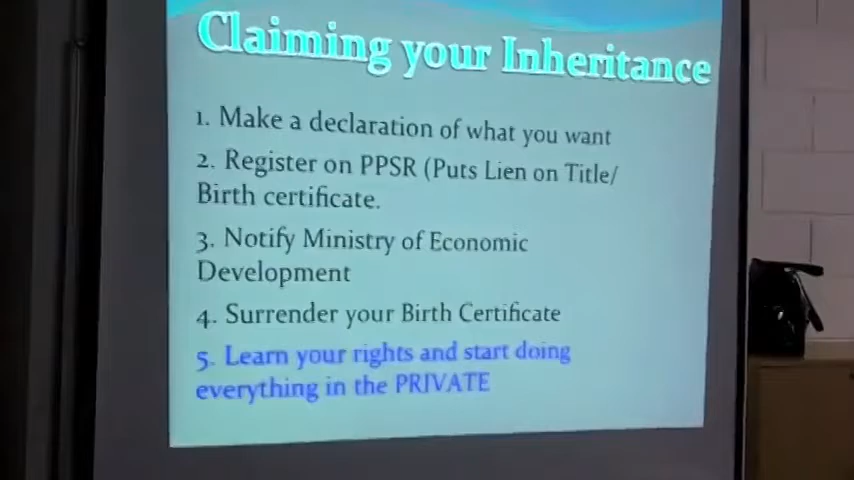 Claiming your Inheritance
1. Make a declaration of what you want
2. Register on PPSR (Puts Lien on Title/
Birth certificate.
3. Notify Ministry of Economic
Development
4. Surrender your Birth Certificate
5. Learn your rights and start doing
everything in the PRIVATE